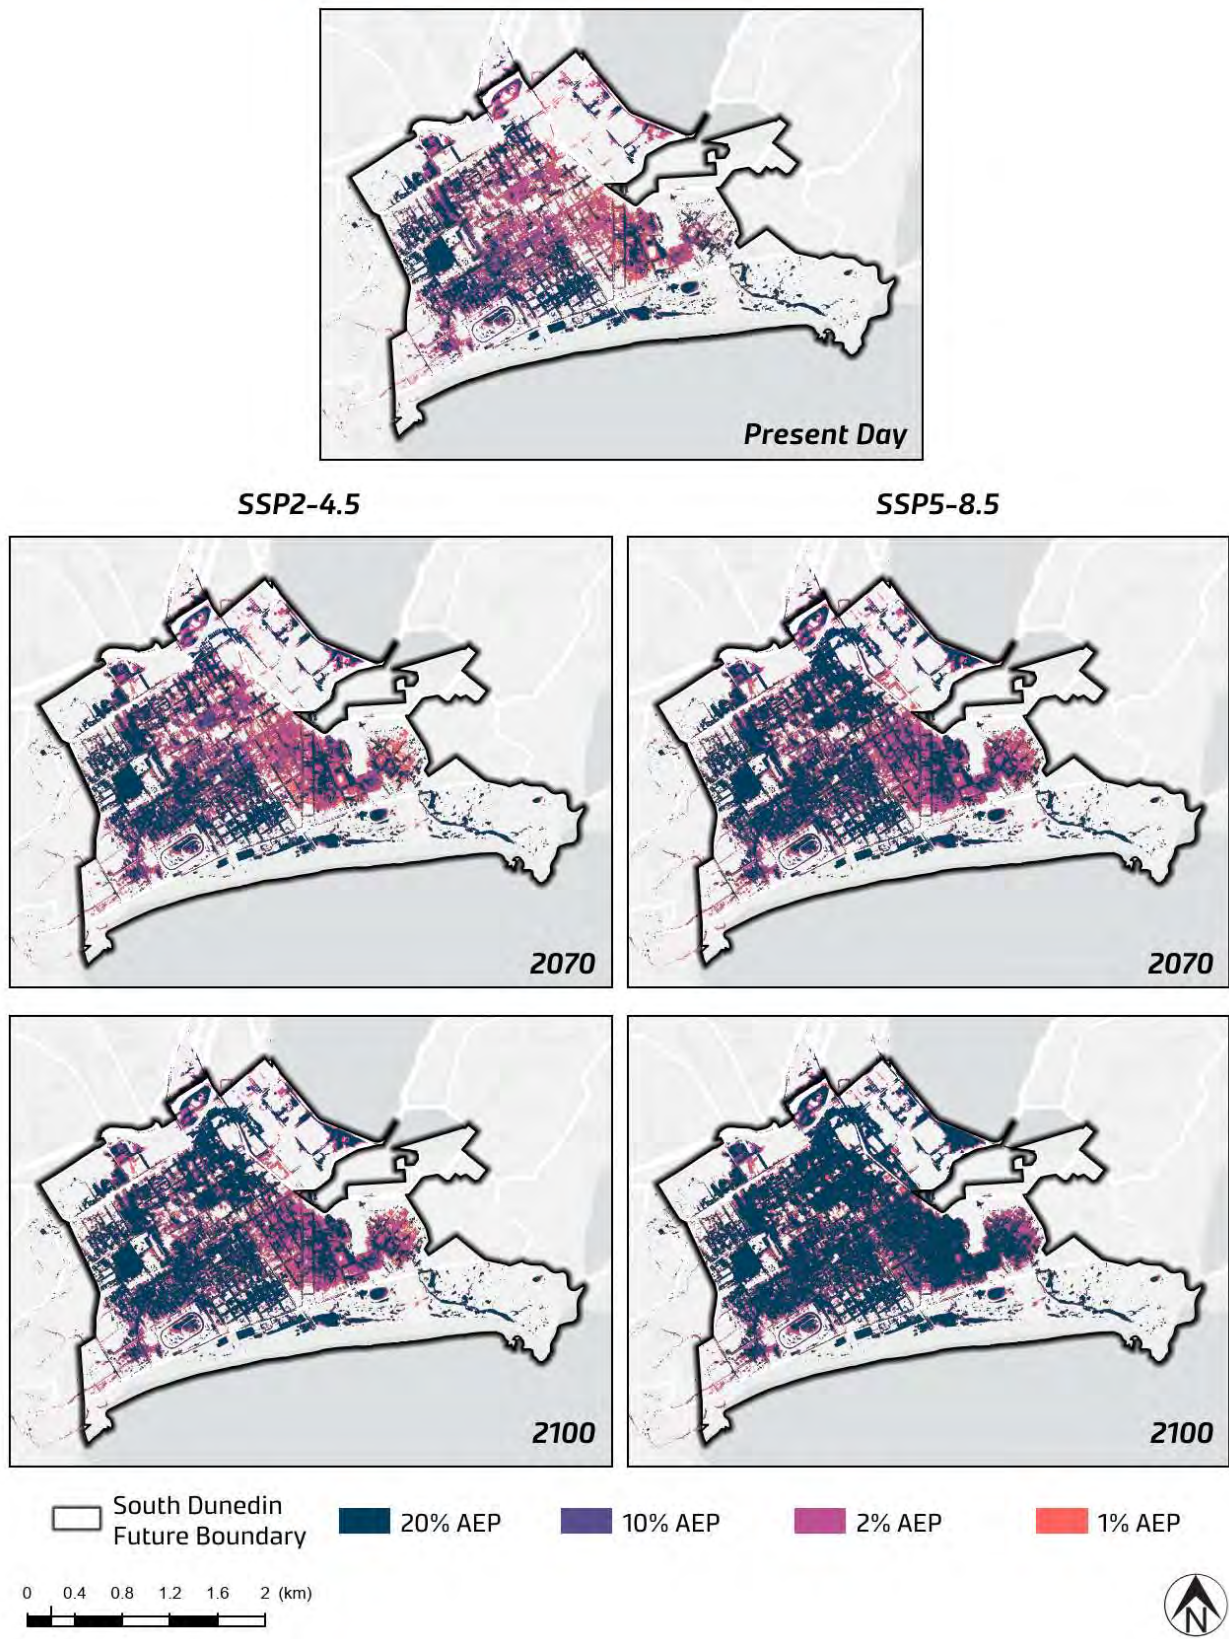 Present Day
SSP2-4.5
SSP5-8.5
2070
2070
2100
2100
South Dunedin
Future Boundary
20% AEP
10% AEP
2% AEP
1% AEP
0 0.4 0.8 1.2 1.6 2 (km)
N